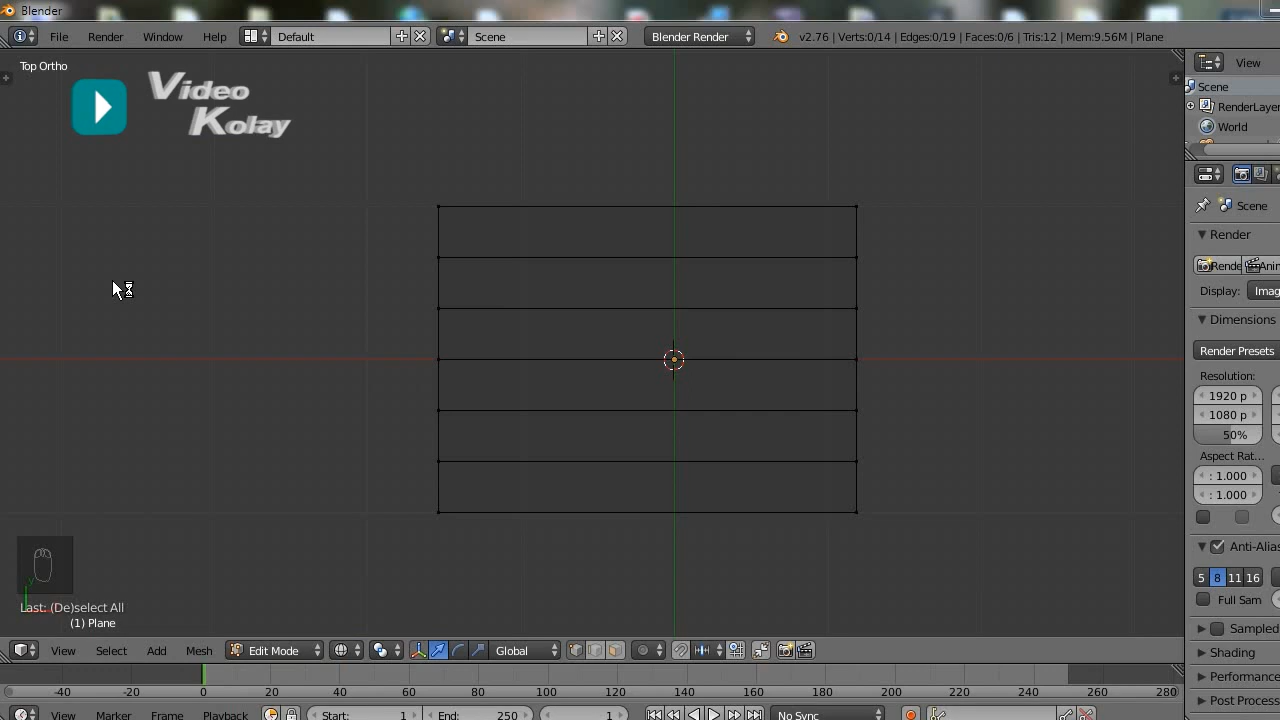 Blender
File Render Window Help Default Scene Blender Render v2.76 | Verts:0/14 | Edges:0/19 | Faces:0/6 | Tris:12 | Mem:9.56M | Plane
Top Ortho
Video
Kolay
View
Scene
RenderLayer
World
Scene
Render
Rende Anin
Display: Imag
Dimensions
Render Presets
Resolution:
1920 p
1080 p
50%
Aspect Rat...
: 1.000
: 1.000
Anti-Alias
5 8 11 16
Full Sam
Sampled
Shading
Performance
Post Process
y
Last: (De)select All
(1) Plane
View Select Add Mesh Edit Mode Global
-40 -20 0 20 40 60 80 100 120 140 160 180 200 220 240 260 280
View Marker Frame Playback Start: 1 End: 250 1 No Sync